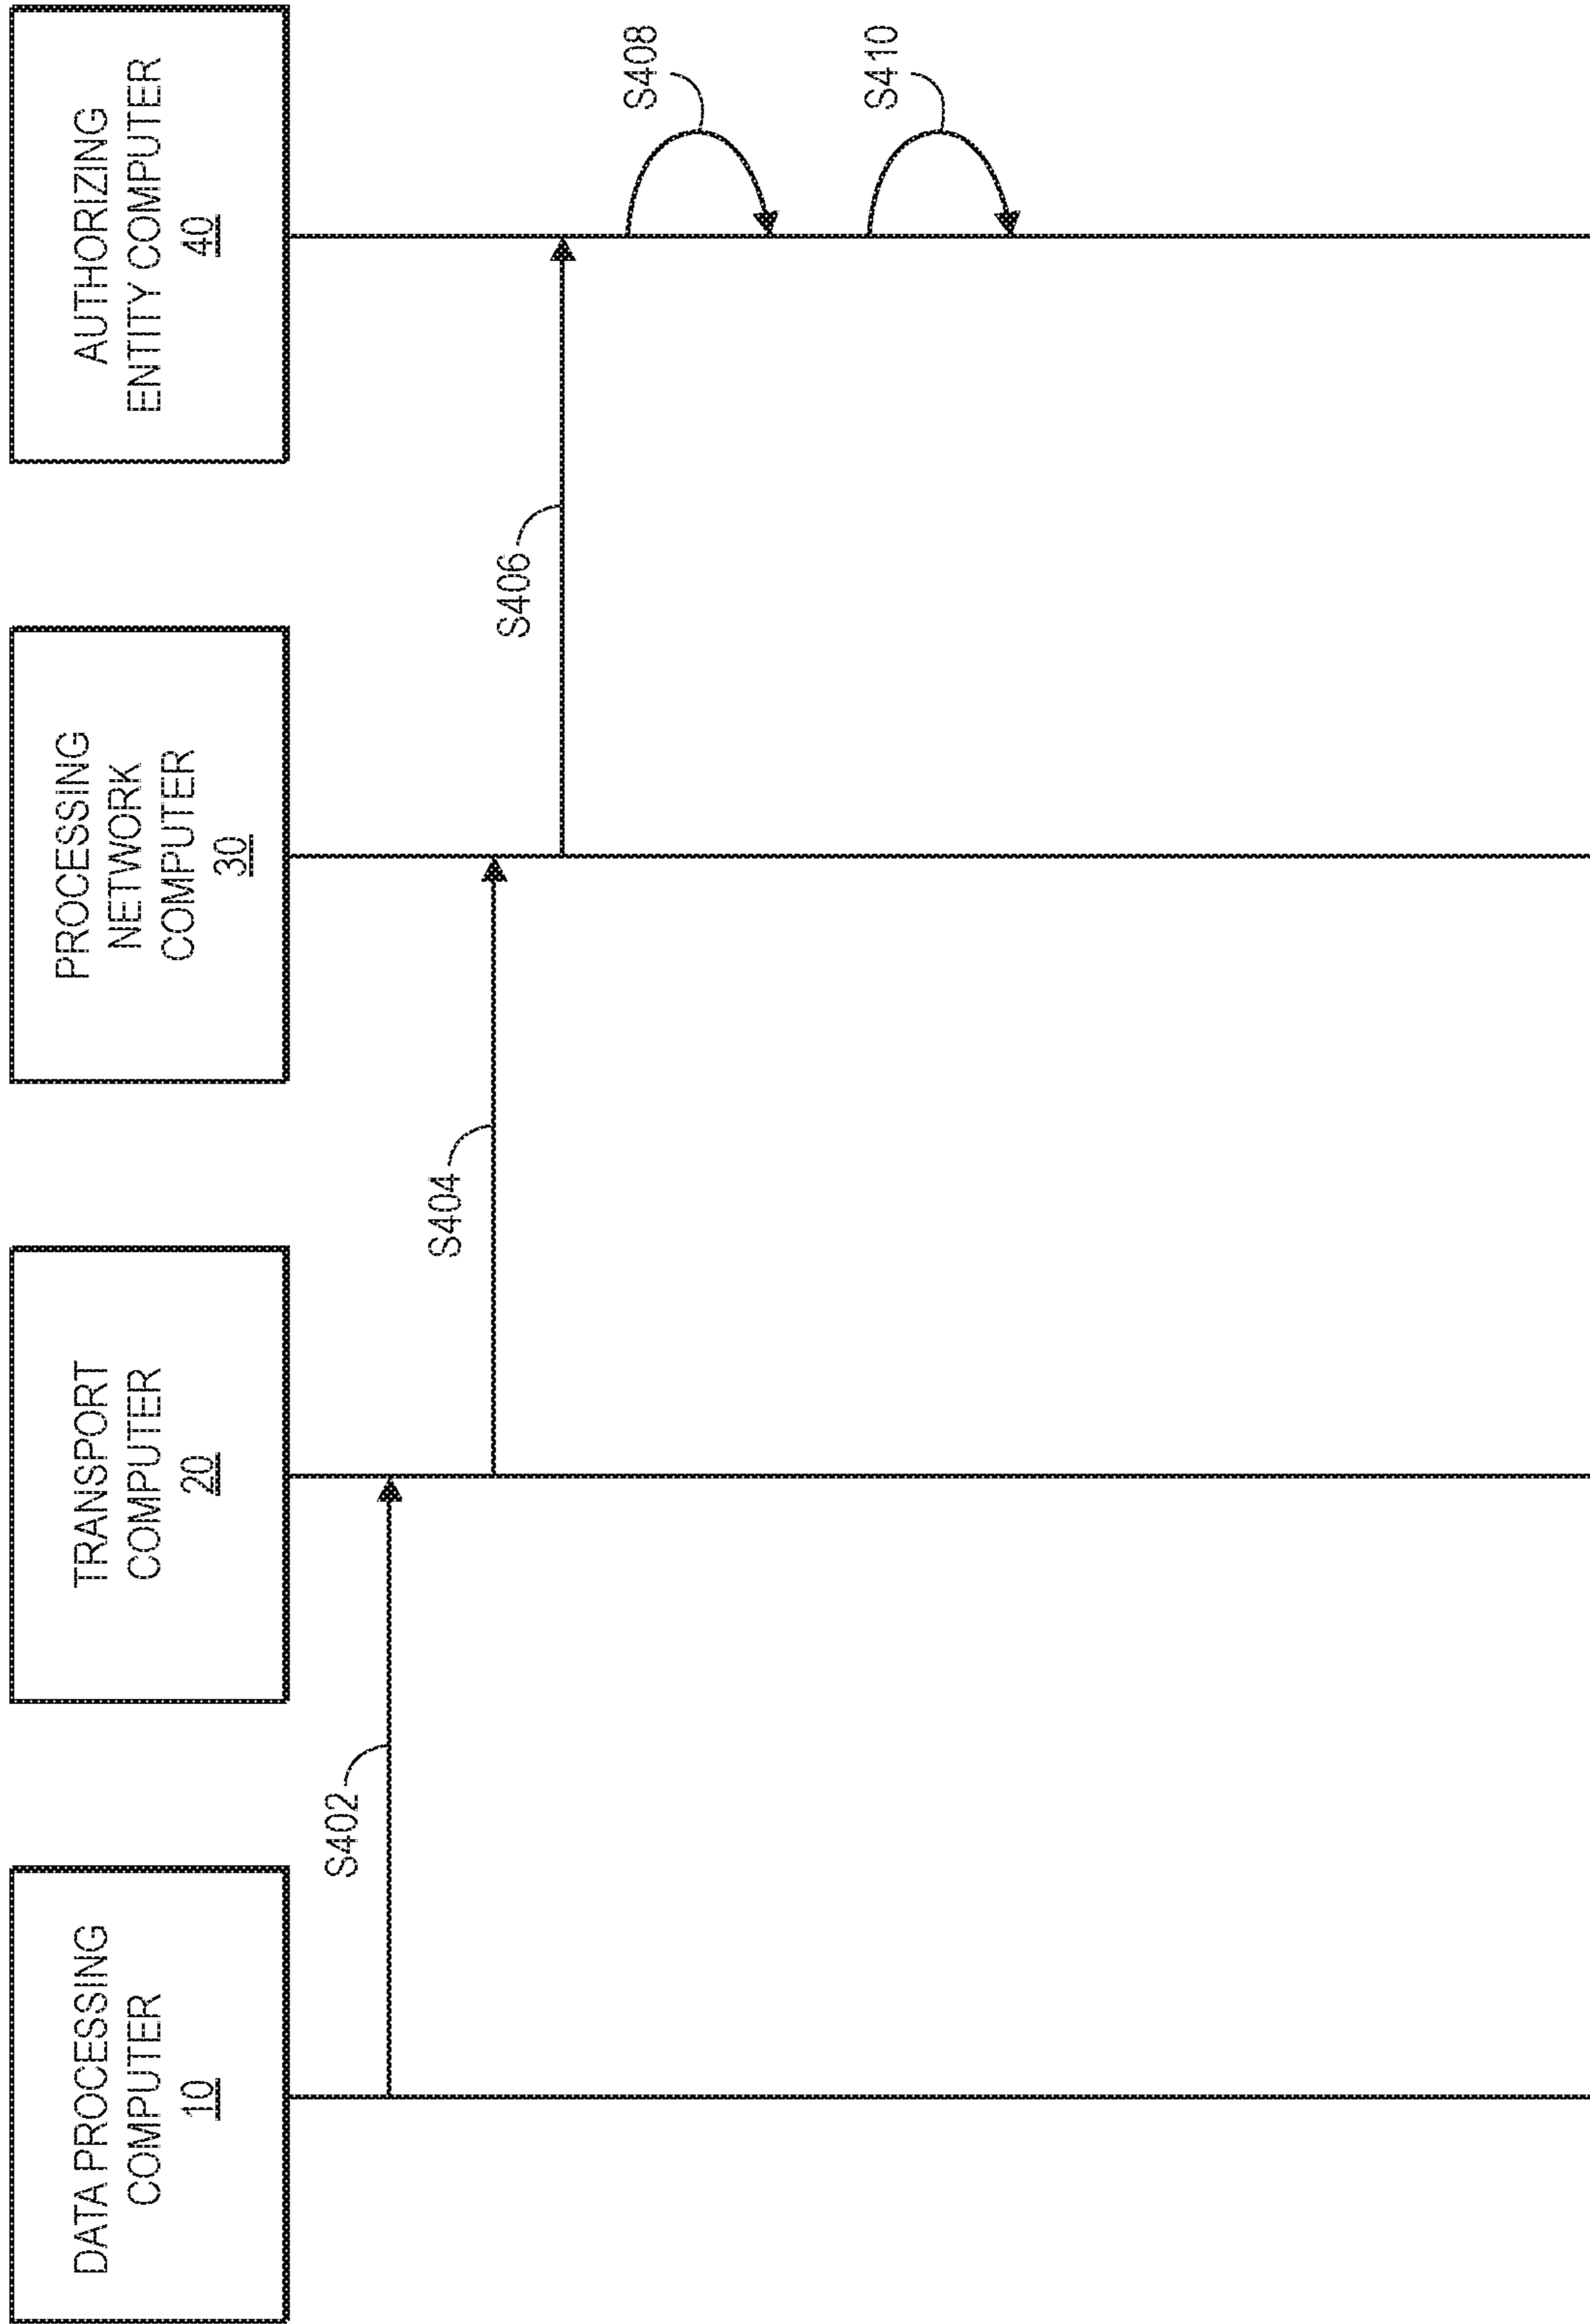 DATA PROCESSING
COMPUTER
10
TRANSPORT
COMPUTER
20
PROCESSING
NETWORK
COMPUTER
30
AUTHORIZING
ENTITY COMPUTER
40
S402
S404
S406
S408
S410